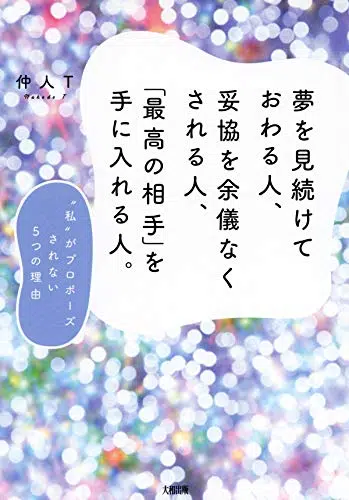 夢を見続けて
おわる人、
妥協を余儀なく
される人、
「最高の相手」を
手に入れる人。
仲人T
Nakodo T
“私”がプロポーズ
されない
5つの理由
大和出版